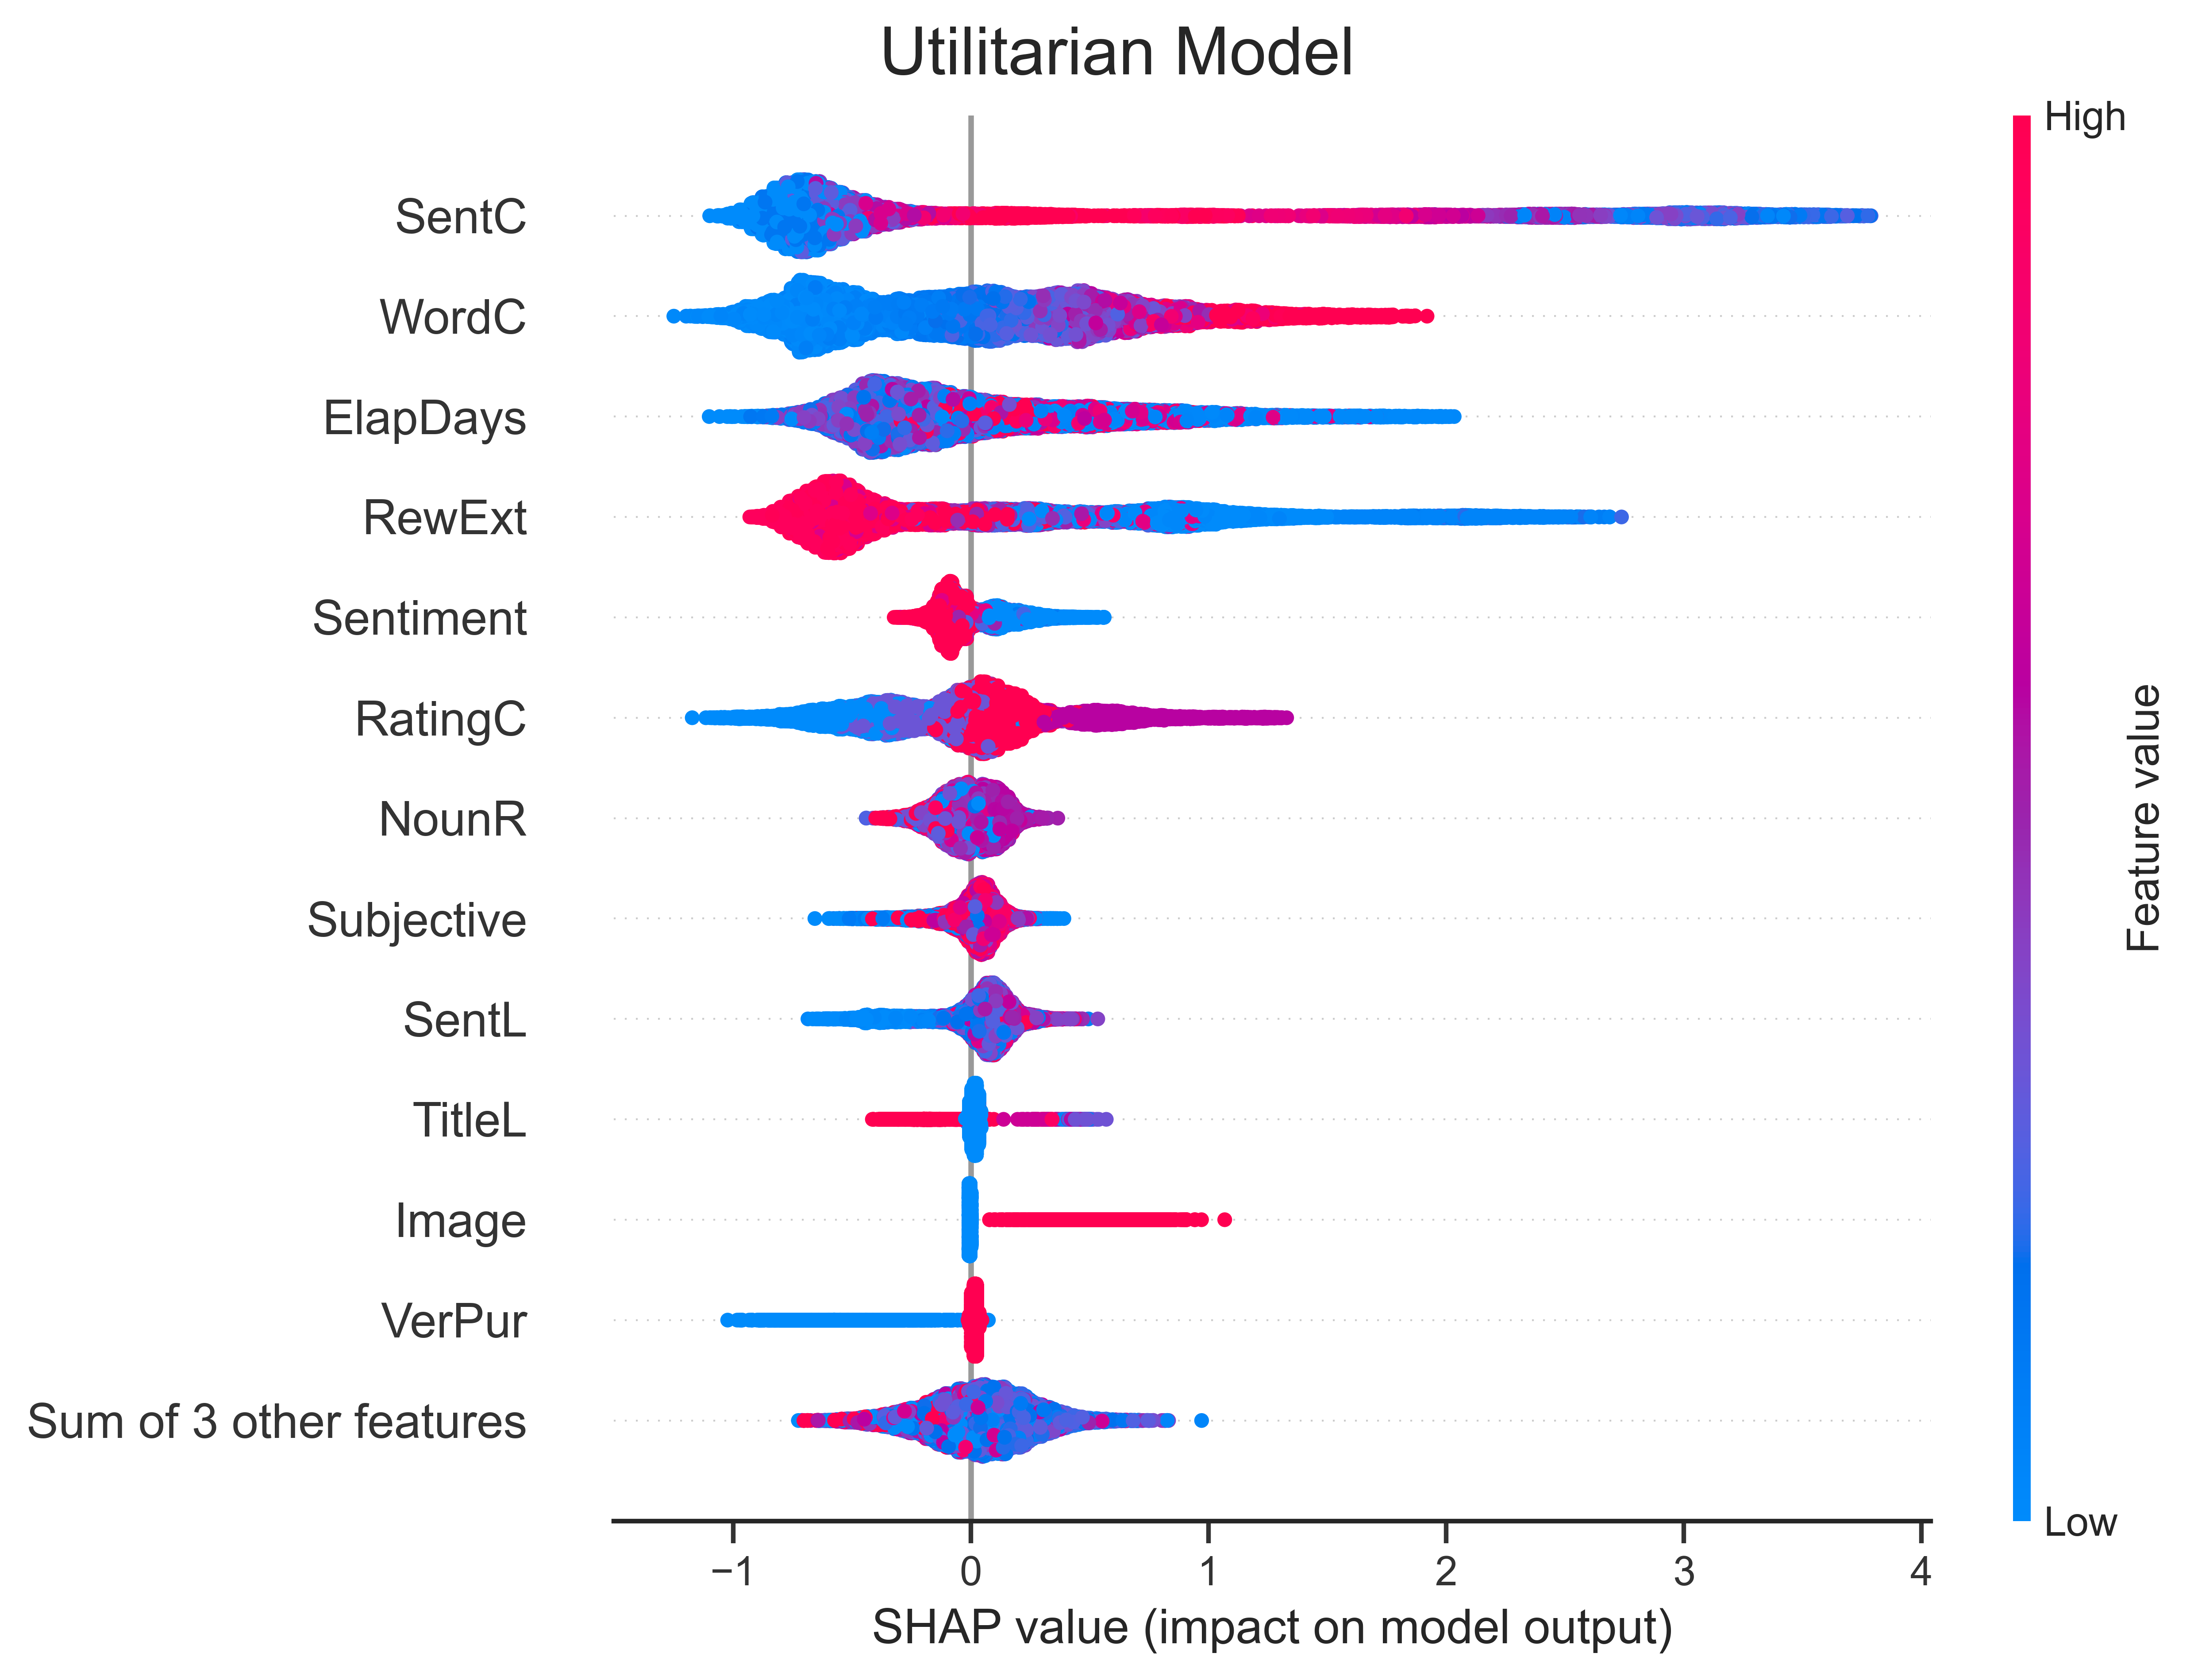 Utilitarian Model
High
SentC
WordC
ElapDays
RewExt
Sentiment
RatingC
NounR
Subjective
SentL
TitleL
Image
VerPur
Sum of 3 other features
Feature value
Low
−1 0 1 2 3 4
SHAP value (impact on model output)